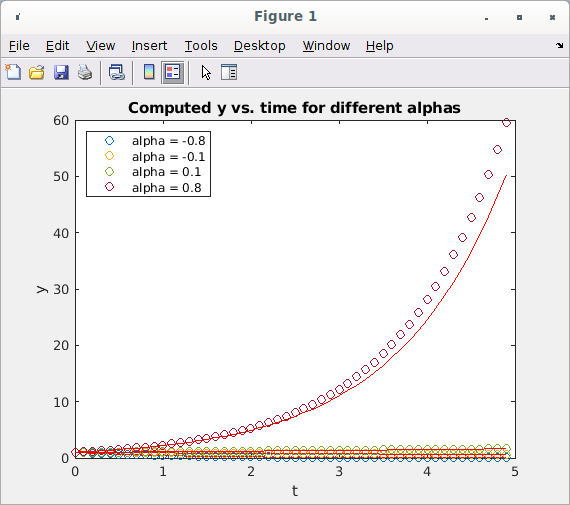 Figure 1
File Edit View Insert Tools Desktop Window Help
Computed y vs. time for different alphas
alpha = -0.8
alpha = -0.1
alpha = 0.1
alpha = 0.8
60
50
40
30
20
10
0
y
0 1 2 3 4 5
t